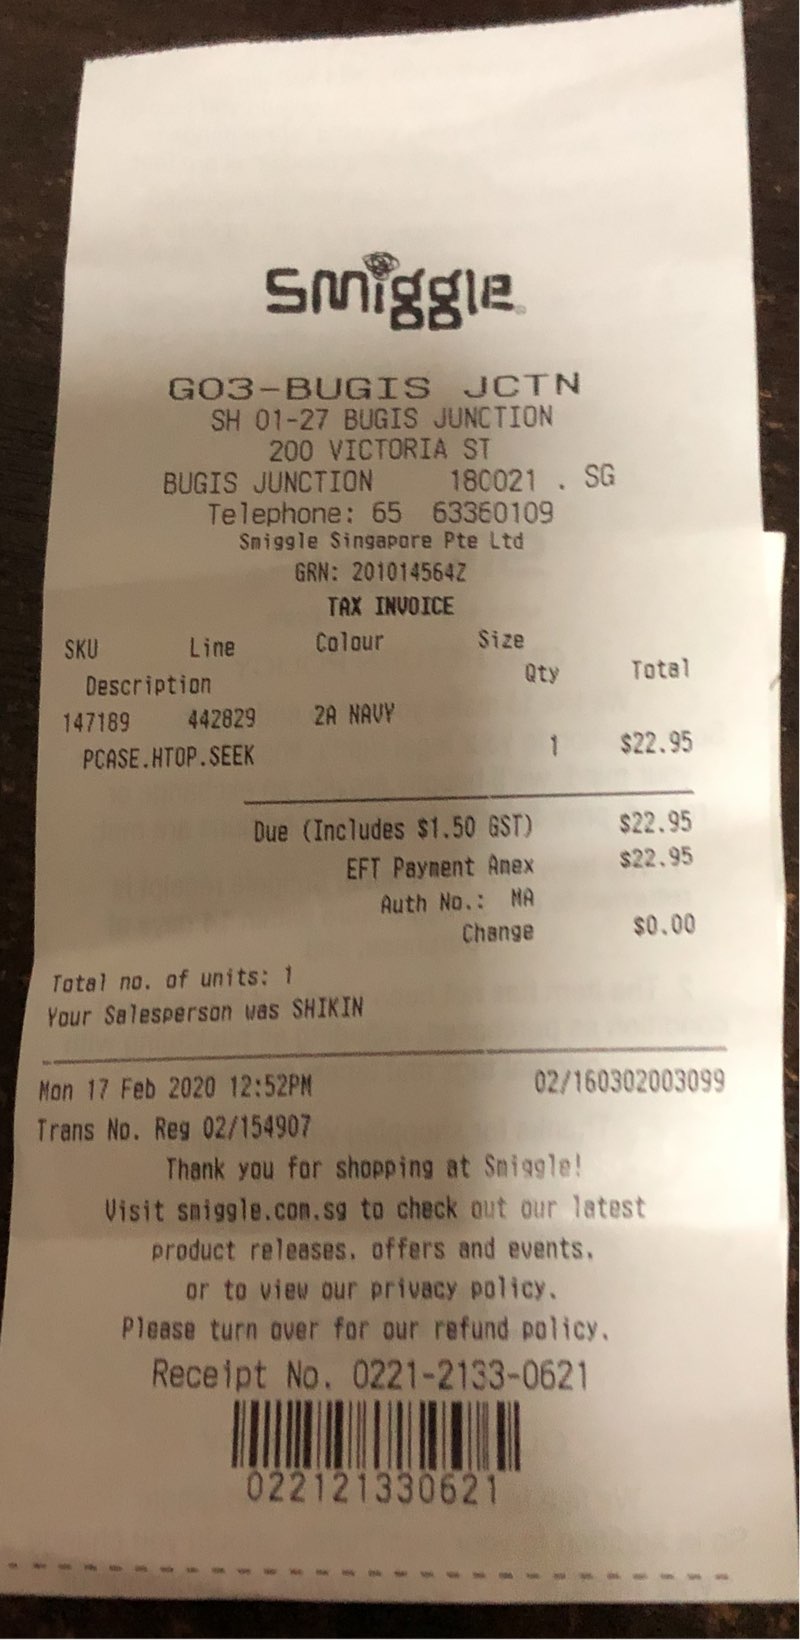 smiggle
G03-BUGIS JCTN
SH 01-27 BUGIS JUNCTION
200 VICTORIA ST
BUGIS JUNCTION 180021 . SG
Telephone: 65 63360109
Smiggle Singapore Pte Ltd
GRN: 201014564Z
TAX INVOICE
SKU Line Colour Size
Description Qty Total
147189 442829 2A NAVY
PCASE.HTOP.SEEK 1 $22.95
Due (Includes $1.50 GST) $22.95
EFT Payment Amex $22.95
Auth No.: MA
Change $0.00
Total no. of units: 1
Your Salesperson was SHIKIN
Mon 17 Feb 2020 12:52PM 02/160302003099
Trans No. Reg 02/154907
Thank you for shopping at Smiggle!
Visit smiggle.com.sg to check out our latest
product releases, offers and events,
or to view our privacy policy.
Please turn over for our refund policy.
Receipt No. 0221-2133-0621
022121330621